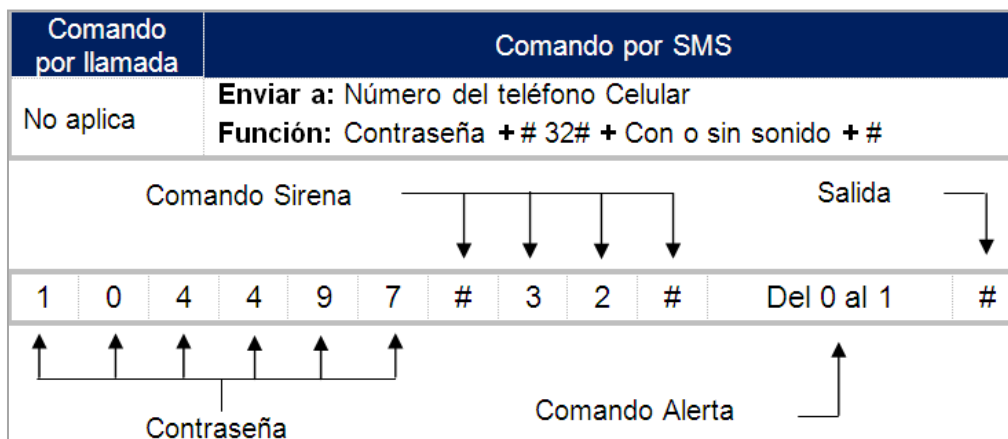 Comando
por llamada
Comando por SMS
No aplica
Enviar a: Número del teléfono Celular
Función: Contraseña + # 32# + Con o sin sonido + #
Comando Sirena
Salida
1 0 4 4 9 7 # 3 2 # Del 0 al 1 #
Contraseña
Comando Alerta